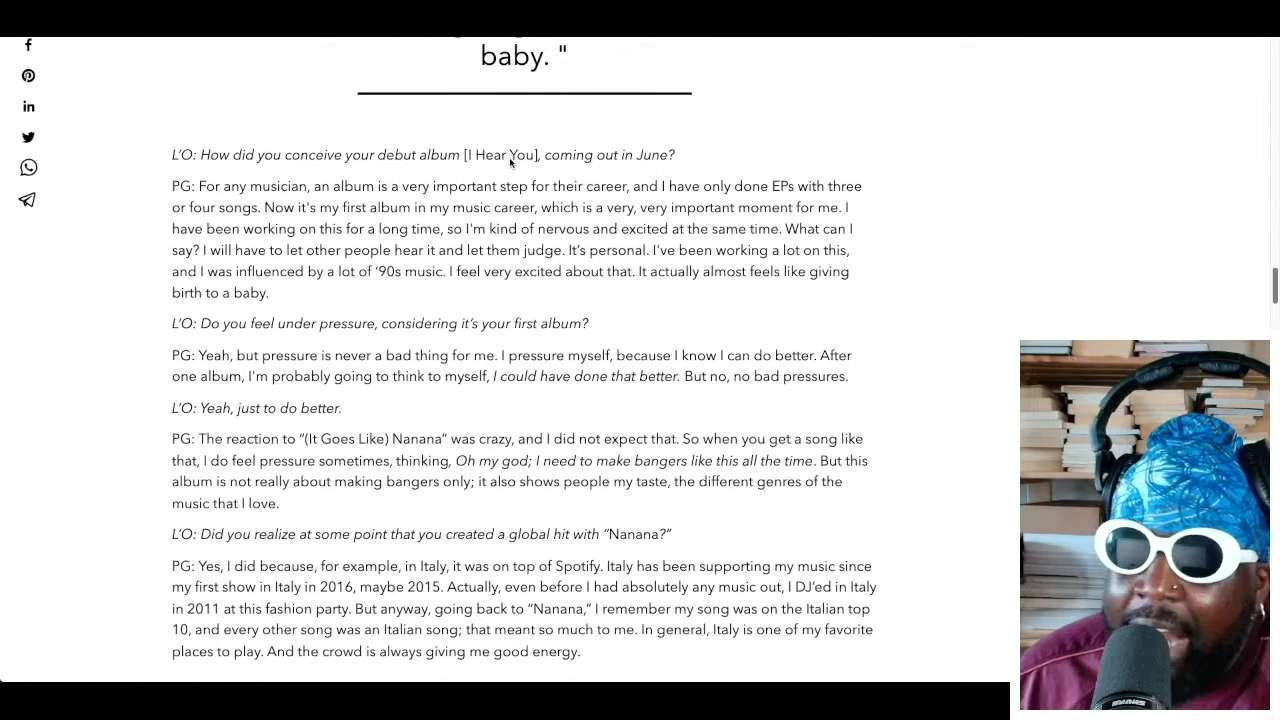 baby. "
L'O: How did you conceive your debut album [I Hear You], coming out in June?
PG: For any musician, an album is a very important step for their career, and I have only done EPs with three
or four songs. Now it's my first album in my music career, which is a very, very important moment for me. I
have been working on this for a long time, so I'm kind of nervous and excited at the same time. What can I
say? I will have to let other people hear it and let them judge. It's personal. I've been working a lot on this,
and I was influenced by a lot of ‘90s music. I feel very excited about that. It actually almost feels like giving
birth to a baby.
L'O: Do you feel under pressure, considering it's your first album?
PG: Yeah, but pressure is never a bad thing for me. I pressure myself, because I know I can do better. After
one album, I'm probably going to think to myself, I could have done that better. But no, no bad pressures.
L'O: Yeah, just to do better.
PG: The reaction to “(It Goes Like) Nanana” was crazy, and I did not expect that. So when you get a song like
that, I do feel pressure sometimes, thinking, Oh my god; I need to make bangers like this all the time. But this
album is not really about making bangers only; it also shows people my taste, the different genres of the
music that I love.
L'O: Did you realize at some point that you created a global hit with “Nanana?”
PG: Yes, I did because, for example, in Italy, it was on top of Spotify. Italy has been supporting my music since
my first show in Italy in 2016, maybe 2015. Actually, even before I had absolutely any music out, I DJ'ed in Italy
in 2011 at this fashion party. But anyway, going back to “Nanana,” I remember my song was on the Italian top
10, and every other song was an Italian song; that meant so much to me. In general, Italy is one of my favorite
places to play. And the crowd is always giving me good energy.
SHURE